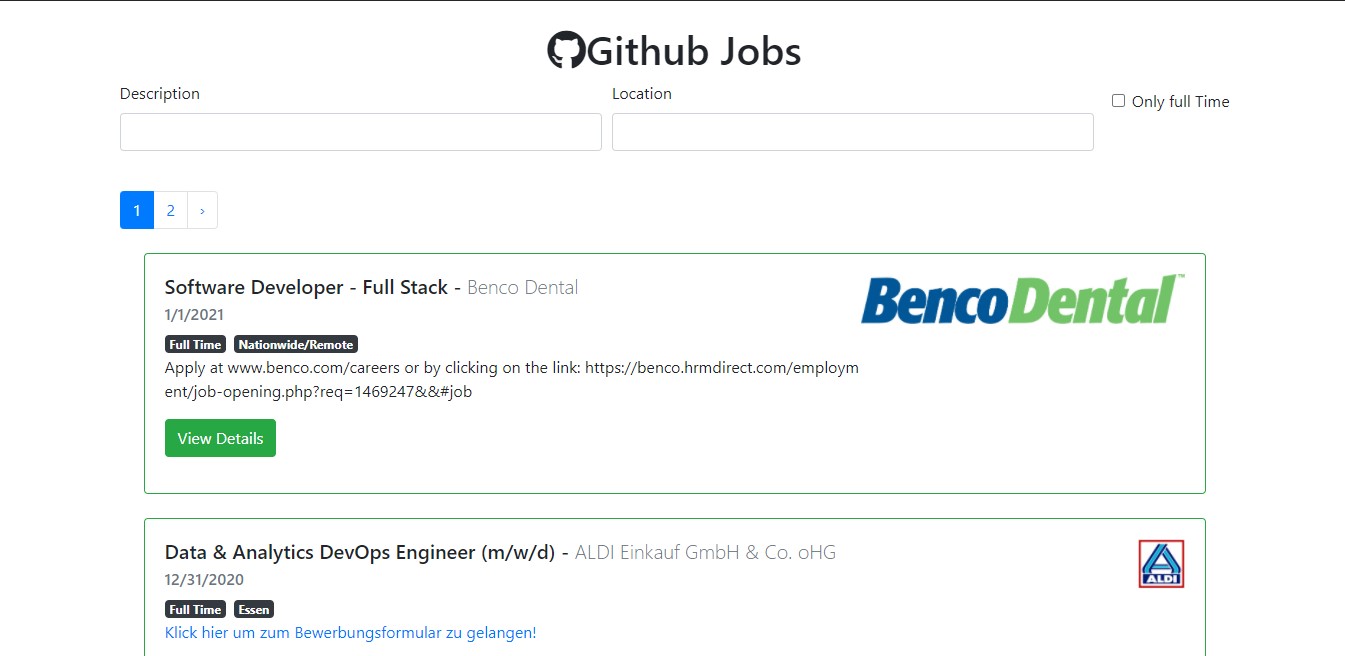 Github Jobs
Description
Location
Only full Time
1 2 ›
Software Developer - Full Stack - Benco Dental
BencoDental™
1/1/2021
Full Time Nationwide/Remote
Apply at www.benco.com/careers or by clicking on the link: https://benco.hrmdirect.com/employm
ent/job-opening.php?req=1469247&&#job
View Details
Data & Analytics DevOps Engineer (m/w/d) - ALDI Einkauf GmbH & Co. oHG
ALDI
12/31/2020
Full Time Essen
Klick hier um zum Bewerbungsformular zu gelangen!